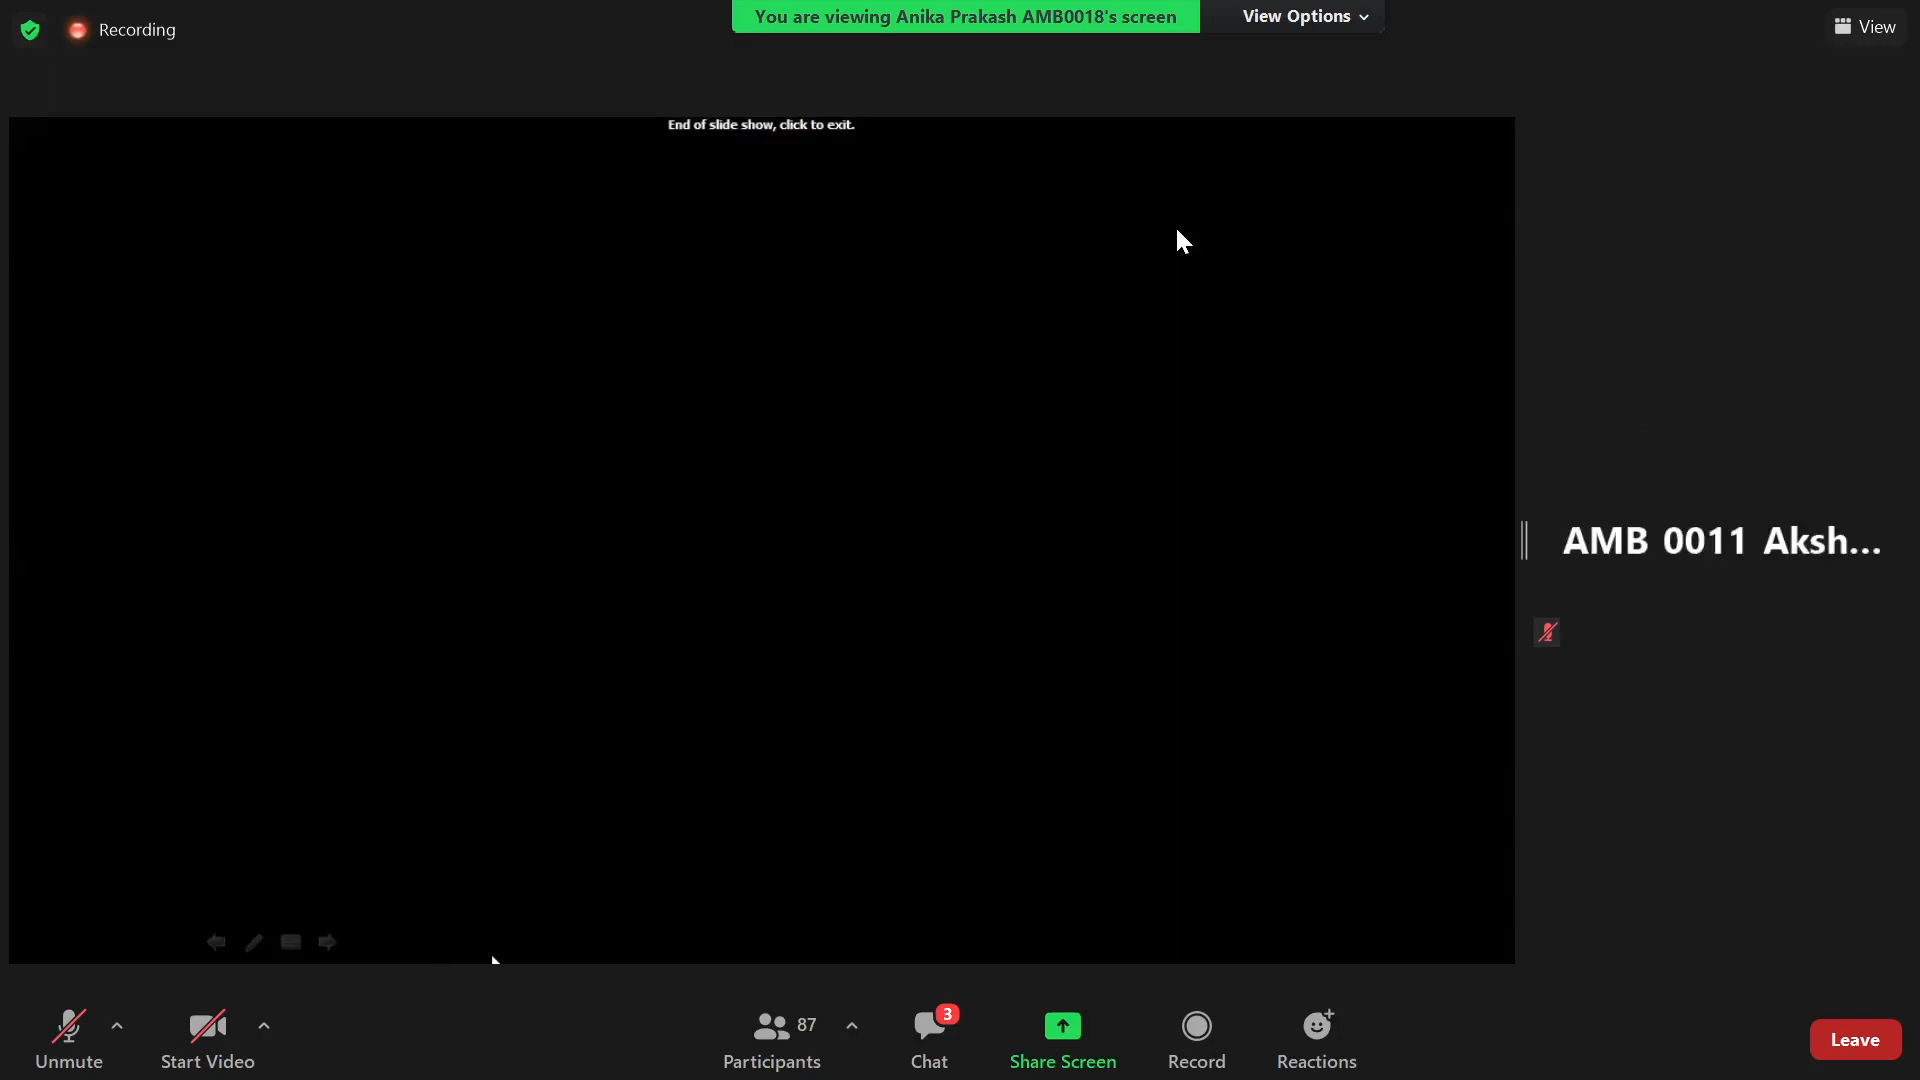 Recording
You are viewing Anika Prakash AMB0018's screen
View Options
View
End of slide show, click to exit.
AMB 0011 Aksh...
Unmute
Start Video
87
Participants
3
Chat
Share Screen
Record
Reactions
Leave